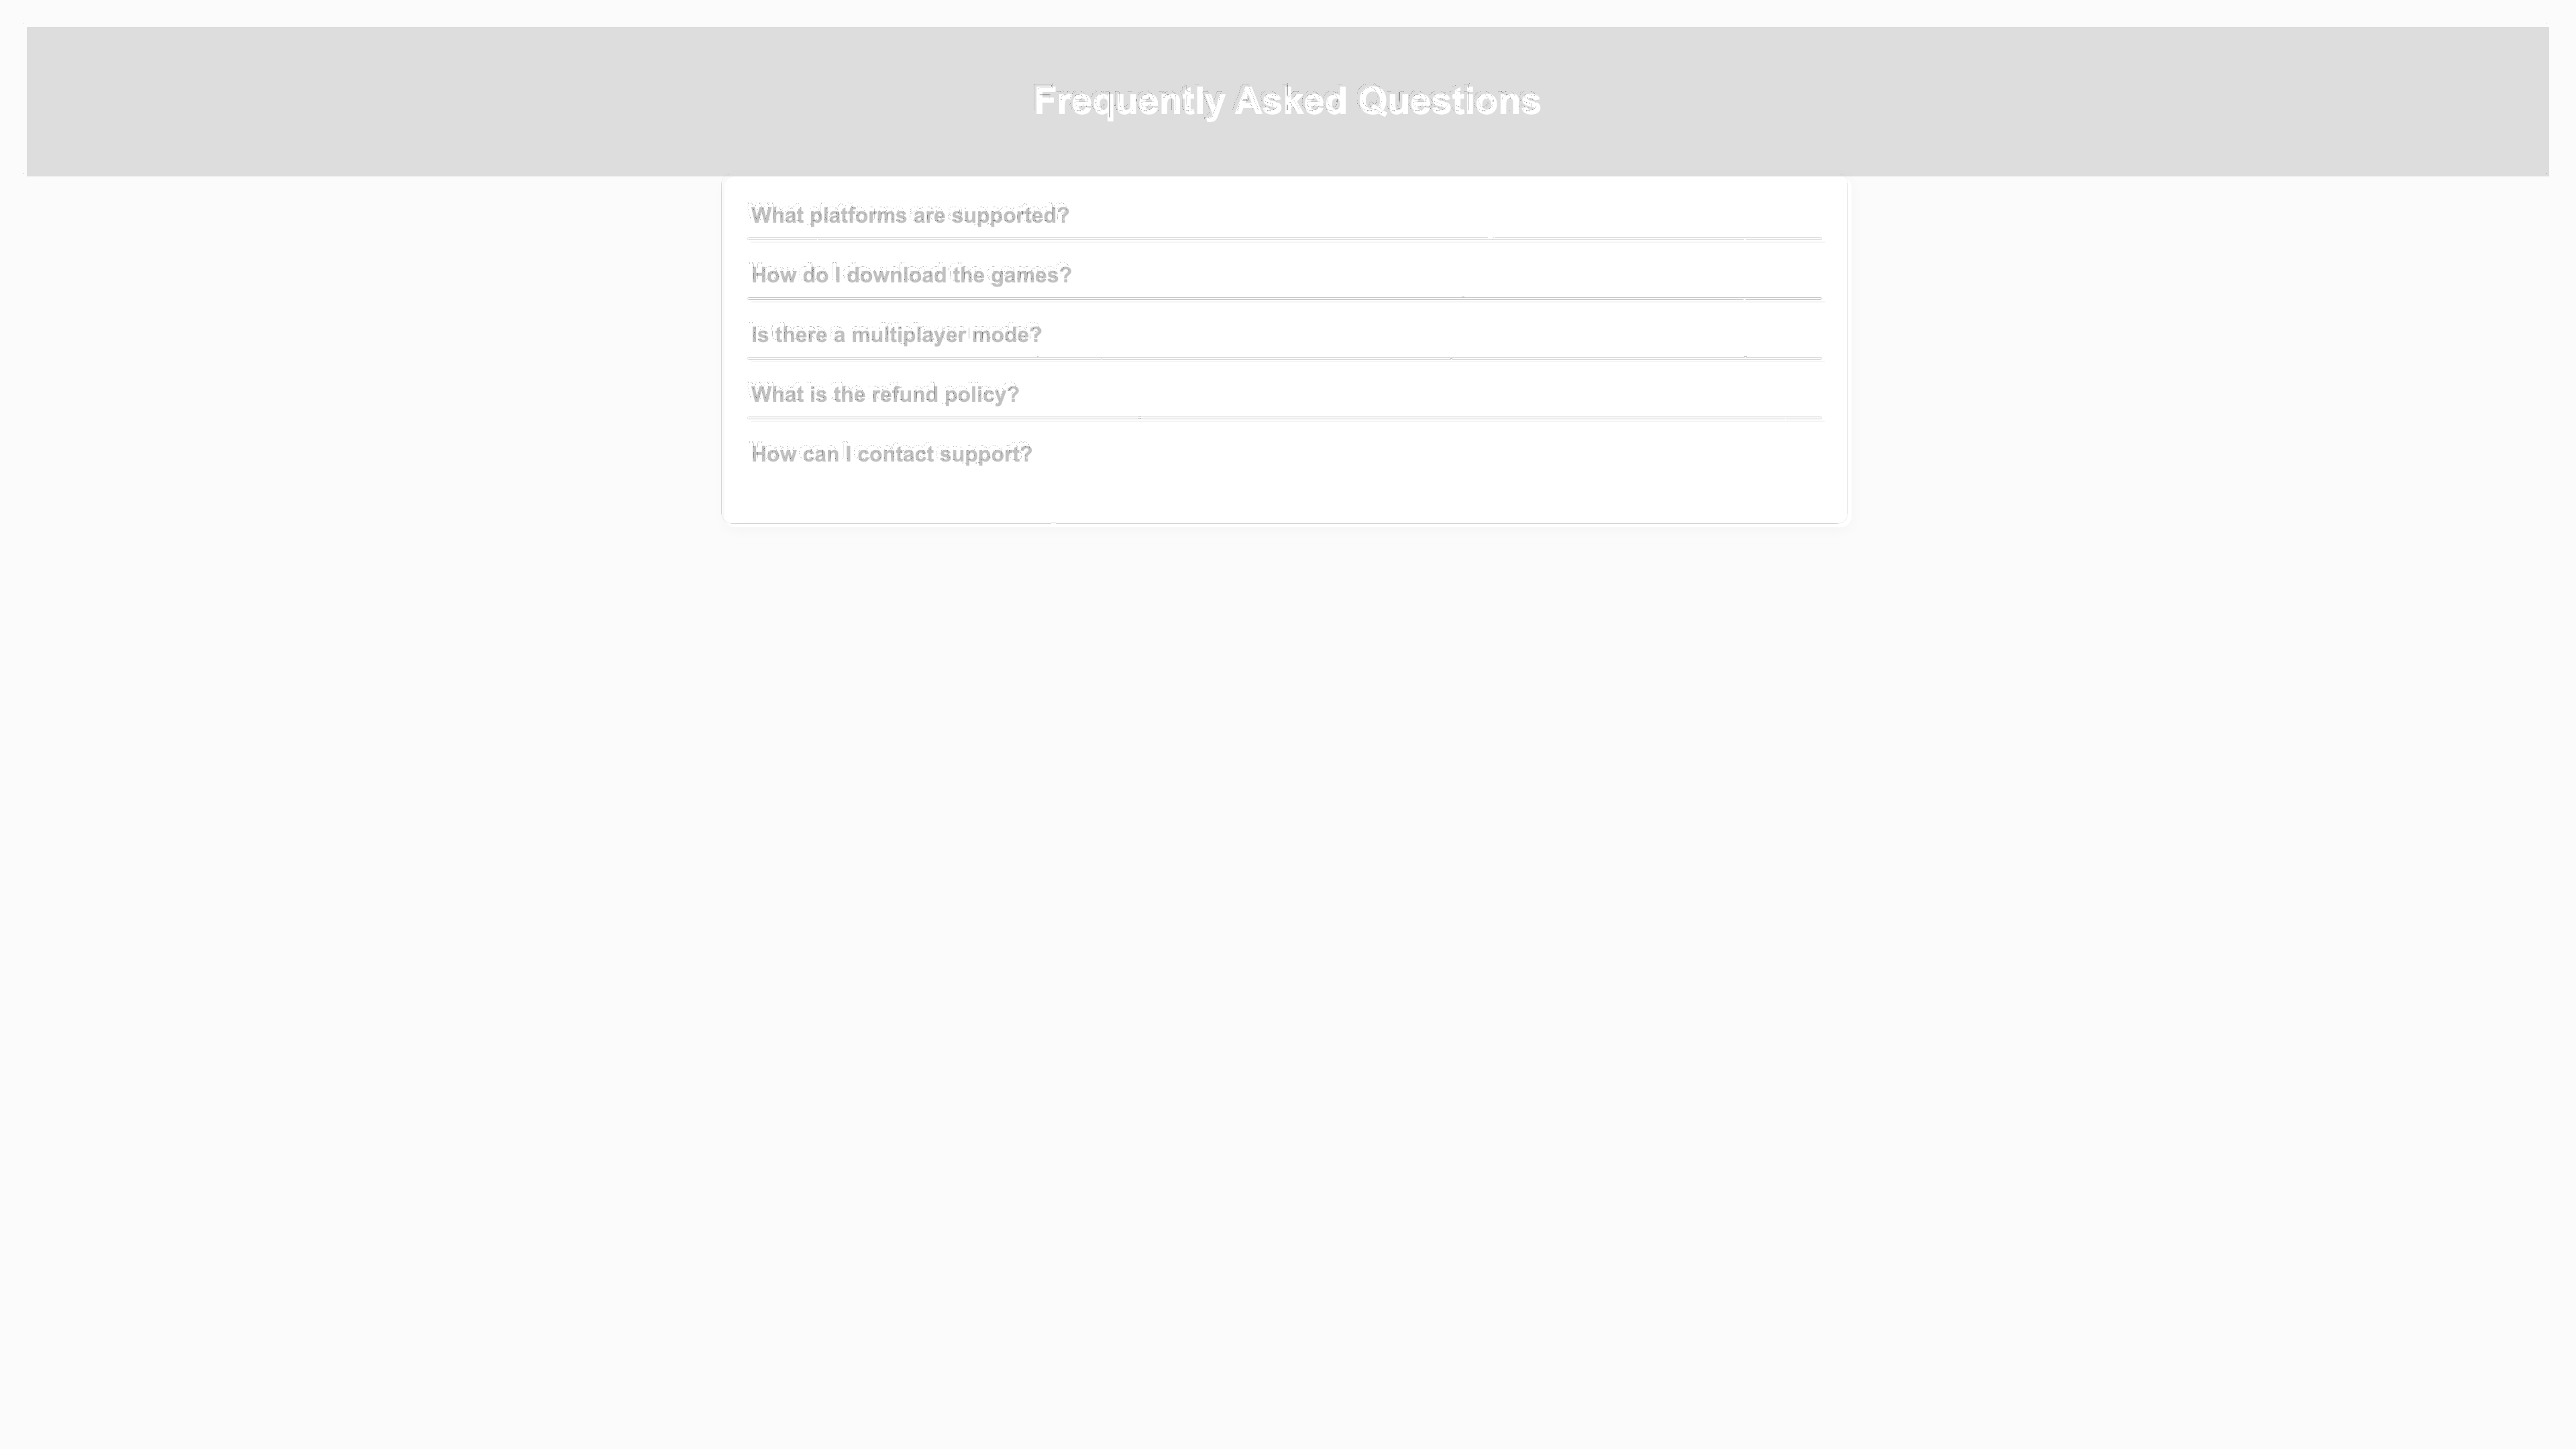 Frequently Asked Questions
What platforms are supported?
How do I download the games?
Is there a multiplayer mode?
What is the refund policy?
How can I contact support?